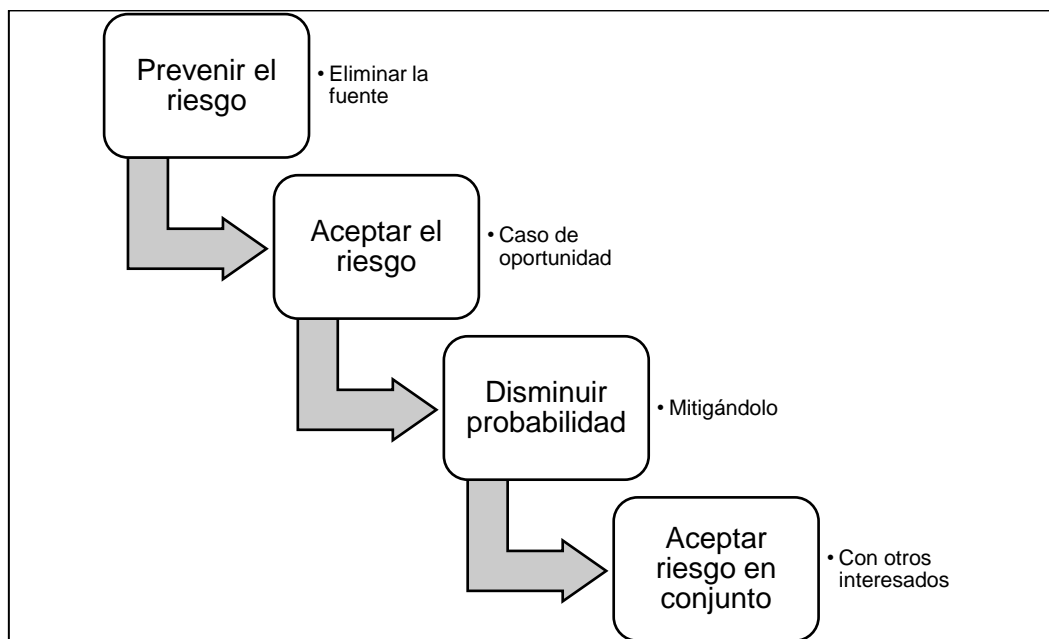 Prevenir el
riesgo
• Eliminar la
fuente
Aceptar el
riesgo
• Caso de
oportunidad
Disminuir
probabilidad
• Mitigándolo
Aceptar
riesgo en
conjunto
• Con otros
interesados